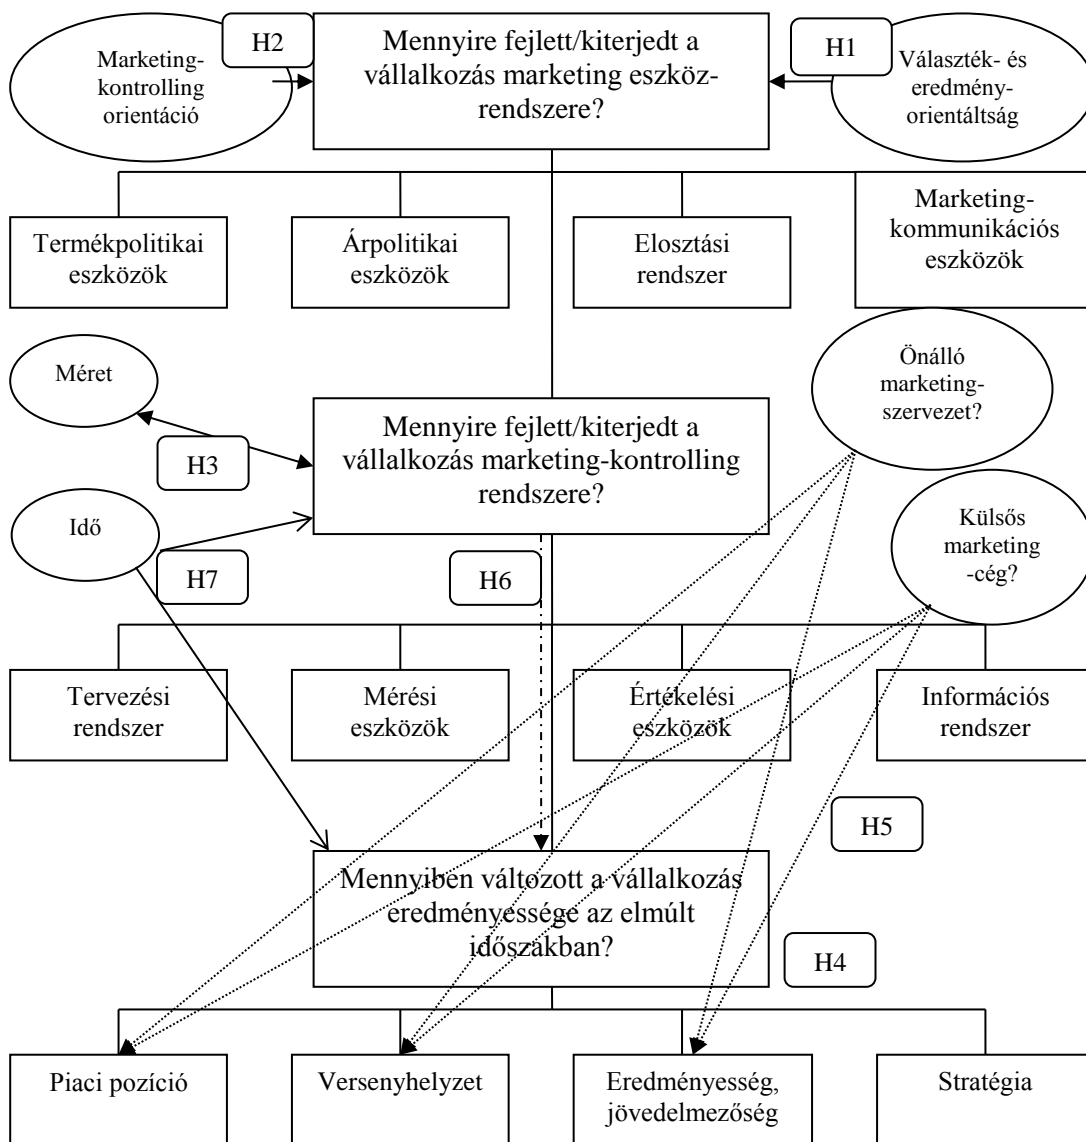 Marketing-
kontrolling
orientáció
H2
Mennyire fejlett/kiterjedt a
vállalkozás marketing eszköz-
rendszere?
H1
Választék- és
eredmény-
orientáltság
Termékpolitikai
eszközök
Árpolitikai
eszközök
Elosztási
rendszer
Marketing-
kommunikációs
eszközök
Méret
H3
Mennyire fejlett/kiterjedt a
vállalkozás marketing-kontrolling
rendszere?
Önálló
marketing-
szervezet?
Idő
H7
H6
Külsős
marketing
-cég?
Tervezési
rendszer
Mérési
eszközök
Értékelési
eszközök
Információs
rendszer
H5
Mennyiben változott a vállalkozás
eredményessége az elmúlt
időszakban?
H4
Piaci pozíció
Versenyhelyzet
Eredményesség,
jövedelmezőség
Stratégia